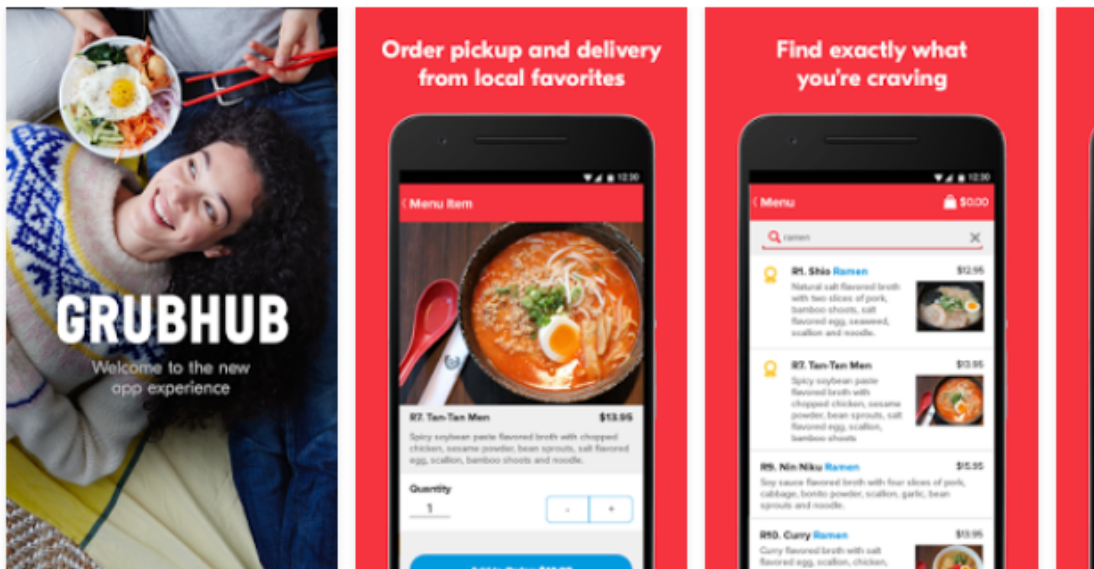 GRUBHUB
Welcome to the new
app experience
Order pickup and delivery
from local favorites
12:30
Menu Item
R7. Tan-Tan Men $13.95
Spicy soybean paste flavored broth with chopped
chicken, sesame powder, bean sprouts, salt flavored
egg, scallion, bamboo shoots and noodle.
Quantity
1
- +
Find exactly what
you're craving
12:30
Menu $0.00
ramen
R1. Shio Ramen $12.95
Natural salt flavored broth
with two slices of pork,
bamboo shoots, salt
flavored egg, seaweed,
scallion and noodle.
R7. Tan-Tan Men $13.95
Spicy soybean paste
flavored broth with
chopped chicken, sesame
powder, bean sprouts, salt
flavored egg, scallion,
bamboo shoots
R9. Nin Niku Ramen $15.95
Soy sauce flavored broth with four slices of pork,
cabbage, bonito powder, scallion, garlic, bean
sprouts and noodle.
R10. Curry Ramen $13.95
Curry flavored broth with salt
flavored egg, scallion, chicken,